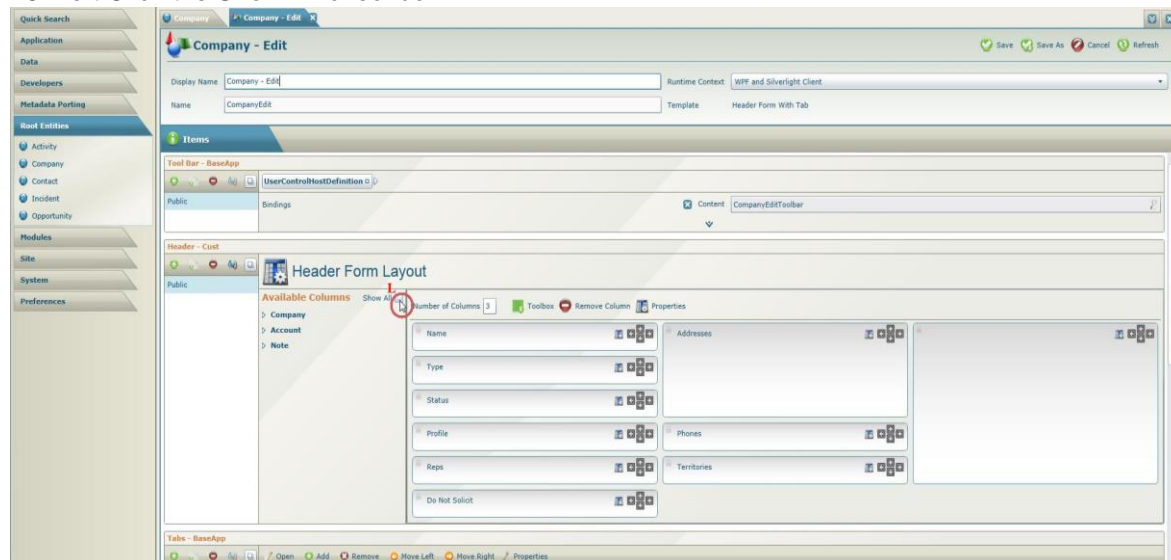 Quick Search
Application
Data
Developers
Metadata Porting
Root Entities
Activity
Company
Contact
Incident
Opportunity
Modules
Site
System
Preferences
Company
Company - Edit
Company - Edit
Save Save As Cancel Refresh
Display Name Company - Edit
Runtime Context WPF and Silverlight Client
Name CompanyEdit
Template Header Form With Tab
Items
Tool Bar - BaseApp
UserControlHostDefinition
Public
Bindings
Content CompanyEditToolbar
Header - Cust
Public
Header Form Layout
L
Available Columns Show All
Company
Account
Note
Number of Columns 3 Toolbox Remove Column Properties
Name
Type
Status
Profile
Reps
Do Not Solicit
Addresses
Phones
Territories
Tabs - BaseApp
Open Add Remove Move Left Move Right Properties